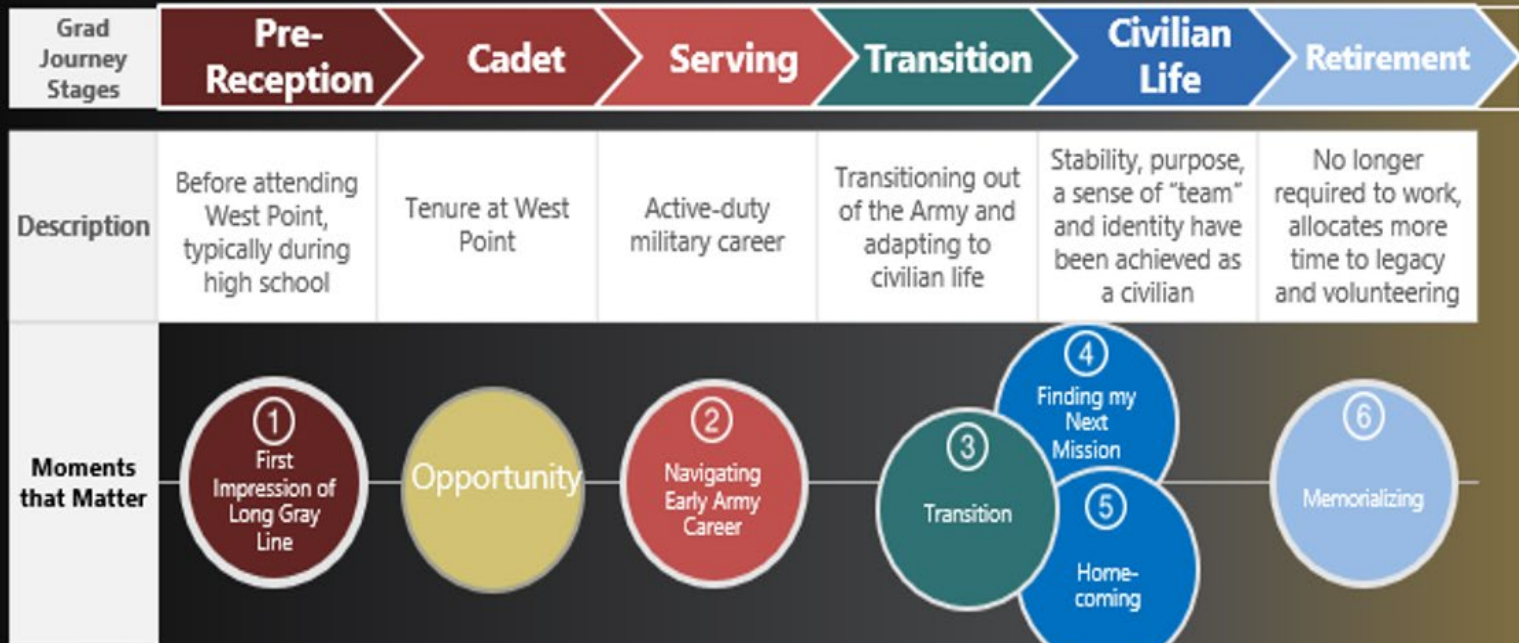 Grad
Journey
Stages
Pre-
Reception
Cadet
Serving
Transition
Civilian
Life
Retirement
Description
Before attending
West Point,
typically during
high school
Tenure at West
Point
Active-duty
military career
Transitioning out
of the Army and
adapting to
civilian life
Stability, purpose,
a sense of “team”
and identity have
been achieved as
a civilian
No longer
required to work,
allocates more
time to legacy
and volunteering
Moments
that Matter
1
First
Impression of
Long Gray
Line
Opportunity
2
Navigating
Early Army
Career
3
Transition
4
Finding my
Next
Mission
5
Home-
coming
6
Memorializing